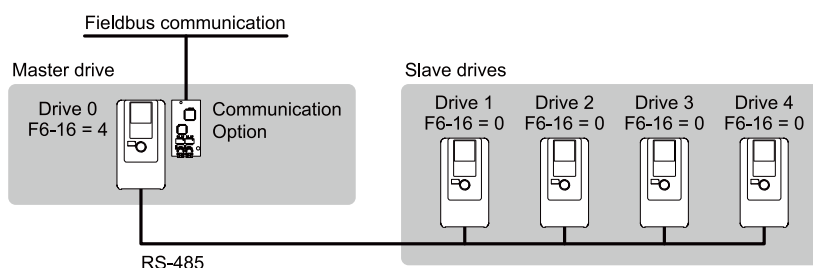 Fieldbus communication
Master drive
Drive 0
F6-16 = 4
Communication
Option
Slave drives
Drive 1
F6-16 = 0
Drive 2
F6-16 = 0
Drive 3
F6-16 = 0
Drive 4
F6-16 = 0
RS-485